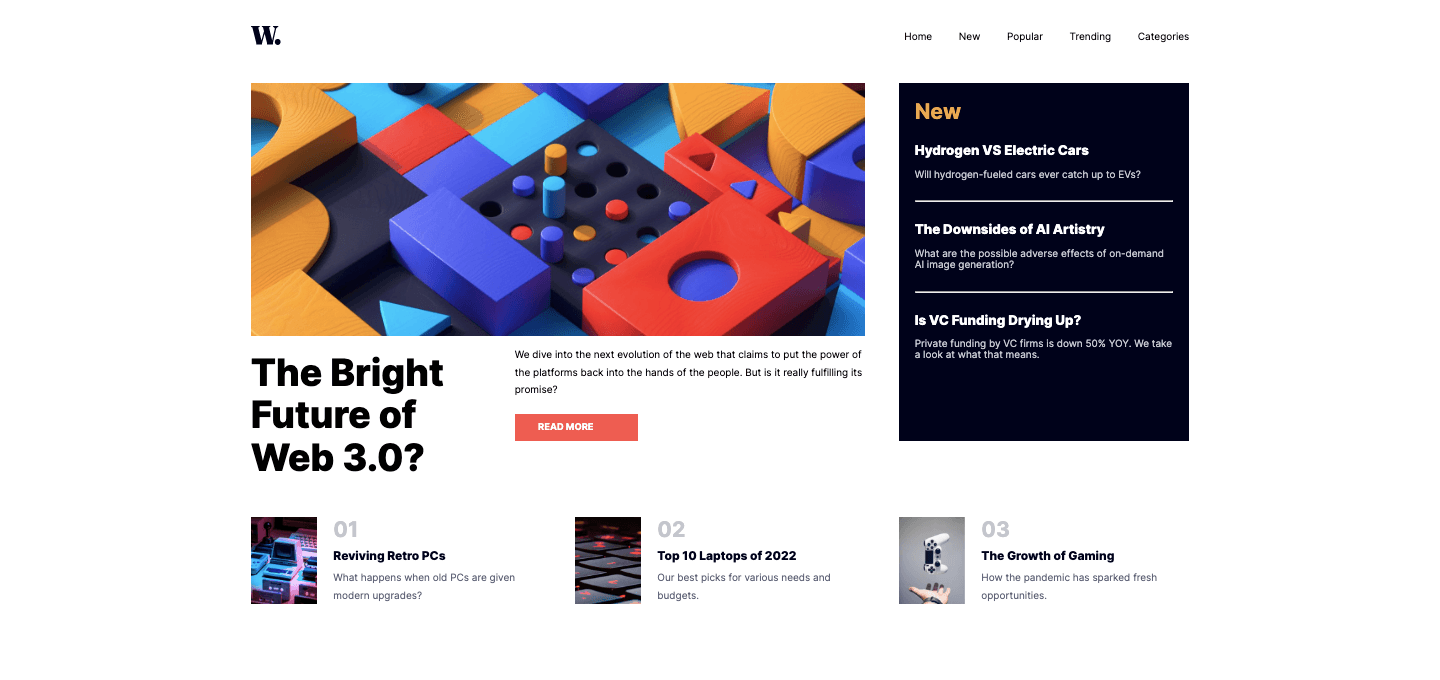 W.
Home New Popular Trending Categories
New
Hydrogen VS Electric Cars
Will hydrogen-fueled cars ever catch up to EVs?
The Downsides of AI Artistry
What are the possible adverse effects of on-demand
AI image generation?
Is VC Funding Drying Up?
Private funding by VC firms is down 50% YOY. We take
a look at what that means.
The Bright
Future of
Web 3.0?
We dive into the next evolution of the web that claims to put the power of
the platforms back into the hands of the people. But is it really fulfilling its
promise?
READ MORE
01
Reviving Retro PCs
What happens when old PCs are given
modern upgrades?
02
Top 10 Laptops of 2022
Our best picks for various needs and
budgets.
03
The Growth of Gaming
How the pandemic has sparked fresh
opportunities.